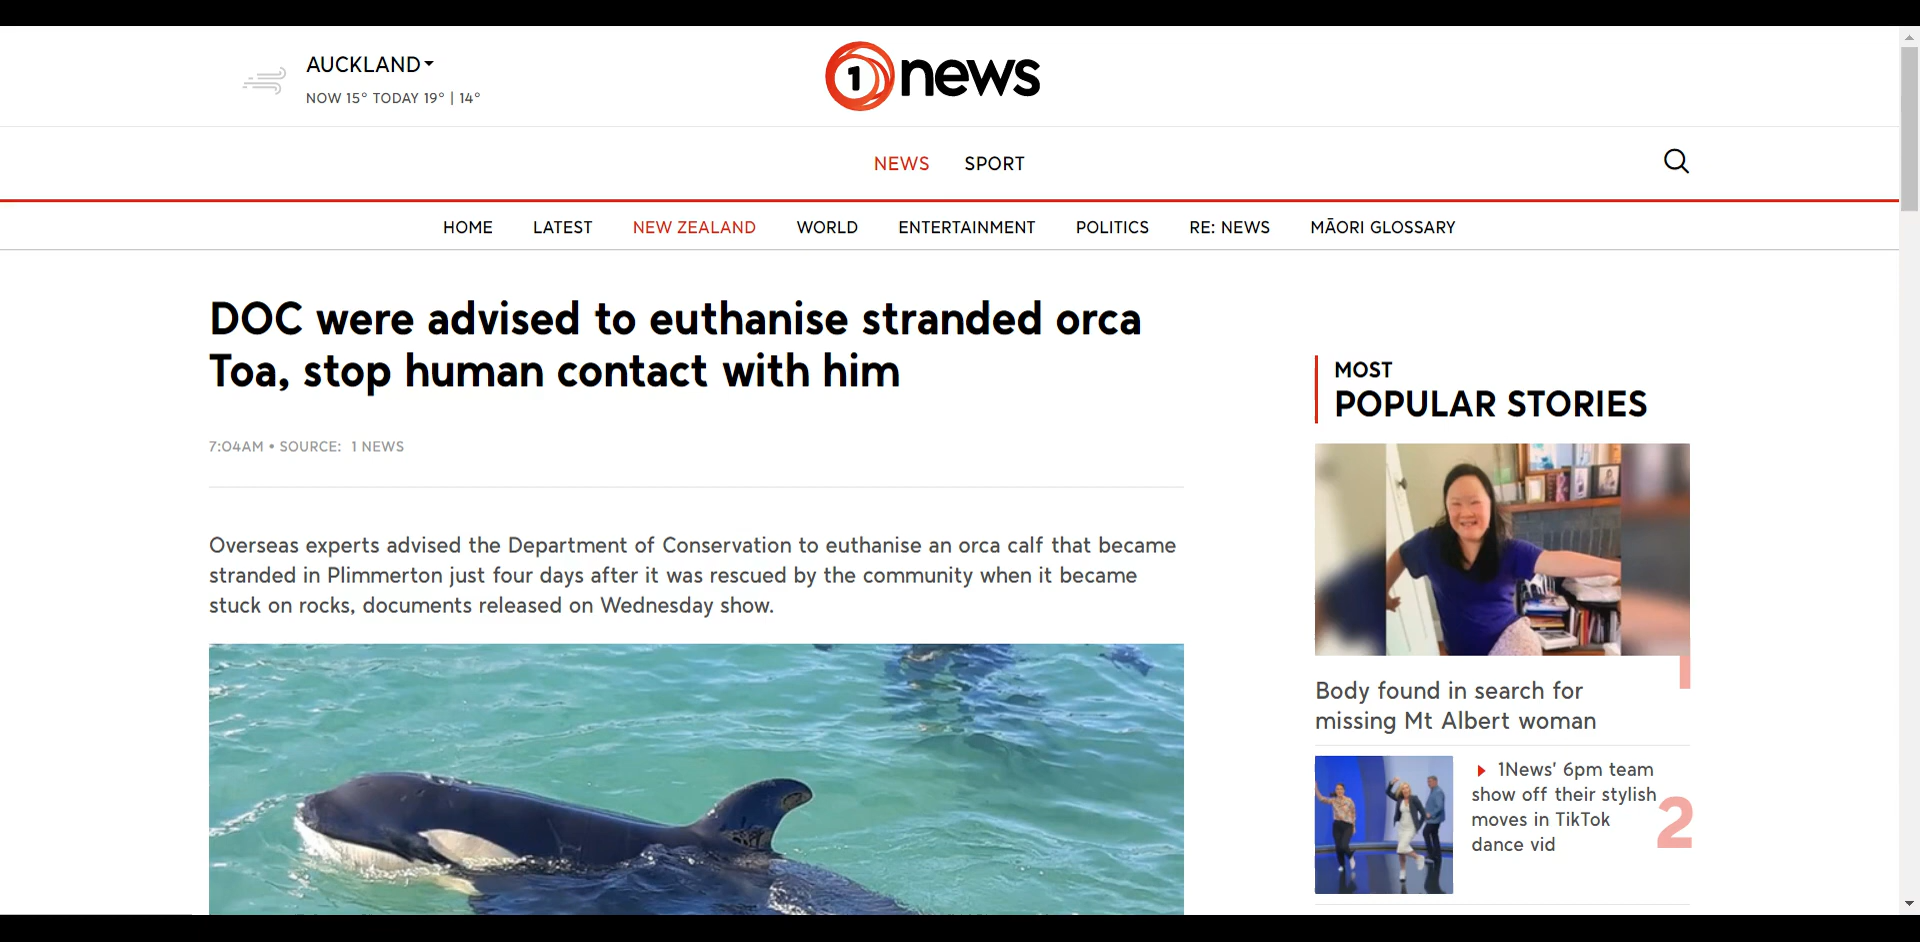 AUCKLAND
NOW 15° TODAY 19° | 14°
1 news
NEWS SPORT
HOME LATEST NEW ZEALAND WORLD ENTERTAINMENT POLITICS RE: NEWS MĀORI GLOSSARY
DOC were advised to euthanise stranded orca
Toa, stop human contact with him
7:04AM • SOURCE: 1 NEWS
Overseas experts advised the Department of Conservation to euthanise an orca calf that became
stranded in Plimmerton just four days after it was rescued by the community when it became
stuck on rocks, documents released on Wednesday show.
MOST
POPULAR STORIES
1
Body found in search for
missing Mt Albert woman
1News' 6pm team
show off their stylish
moves in TikTok
dance vid
2